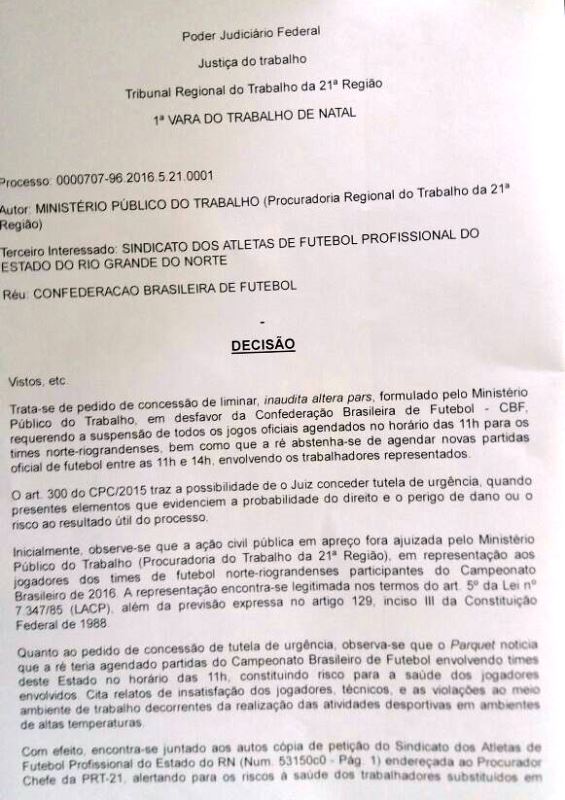 Poder Judiciário Federal
Justiça do trabalho
Tribunal Regional do Trabalho da 21ª Região
1ª VARA DO TRABALHO DE NATAL
Processo: 0000707-96.2016.5.21.0001
Autor: MINISTÉRIO PÚBLICO DO TRABALHO (Procuradoria Regional do Trabalho da 21ª
Região)
Terceiro Interessado: SINDICATO DOS ATLETAS DE FUTEBOL PROFISSIONAL DO
ESTADO DO RIO GRANDE DO NORTE
Réu: CONFEDERACAO BRASILEIRA DE FUTEBOL
-
DECISÃO
Vistos, etc.
Trata-se de pedido de concessão de liminar, inaudita altera pars, formulado pelo Ministério
Público do Trabalho, em desfavor da Confederação Brasileira de Futebol - CBF,
requerendo a suspensão de todos os jogos oficiais agendados no horário das 11h para os
times norte-riograndenses, bem como que a ré abstenha-se de agendar novas partidas
oficial de futebol entre as 11h e 14h, envolvendo os trabalhadores representados.
O art. 300 do CPC/2015 traz a possibilidade de o Juiz conceder tutela de urgência, quando
presentes elementos que evidenciem a probabilidade do direito e o perigo de dano ou o
risco ao resultado útil do processo.
Inicialmente, observe-se que a ação civil pública em apreço fora ajuizada pelo Ministério
Público do Trabalho (Procuradoria do Trabalho da 21ª Região), em representação aos
jogadores dos times de futebol norte-riograndenses participantes do Campeonato
Brasileiro de 2016. A representação encontra-se legitimada nos termos do art. 5º da Lei nº
7.347/85 (LACP), além da previsão expressa no artigo 129, inciso III da Constituição
Federal de 1988.
Quanto ao pedido de concessão de tutela de urgência, observa-se que o Parquet noticia
que a ré teria agendado partidas do Campeonato Brasileiro de Futebol envolvendo times
deste Estado no horário das 11h, constituindo risco para a saúde dos jogadores
envolvidos. Cita relatos de insatisfação dos jogadores, técnicos, e as violações ao meio
ambiente de trabalho decorrentes da realização das atividades desportivas em ambientes
de altas temperaturas.
Com efeito, encontra-se juntado aos autos cópia de petição do Sindicato dos Atletas de
Futebol Profissional do Estado do RN (Num. 53150c0 - Pág. 1) endereçada ao Procurador
Chefe da PRT-21, alertando para os riscos à saúde dos trabalhadores substituídos em